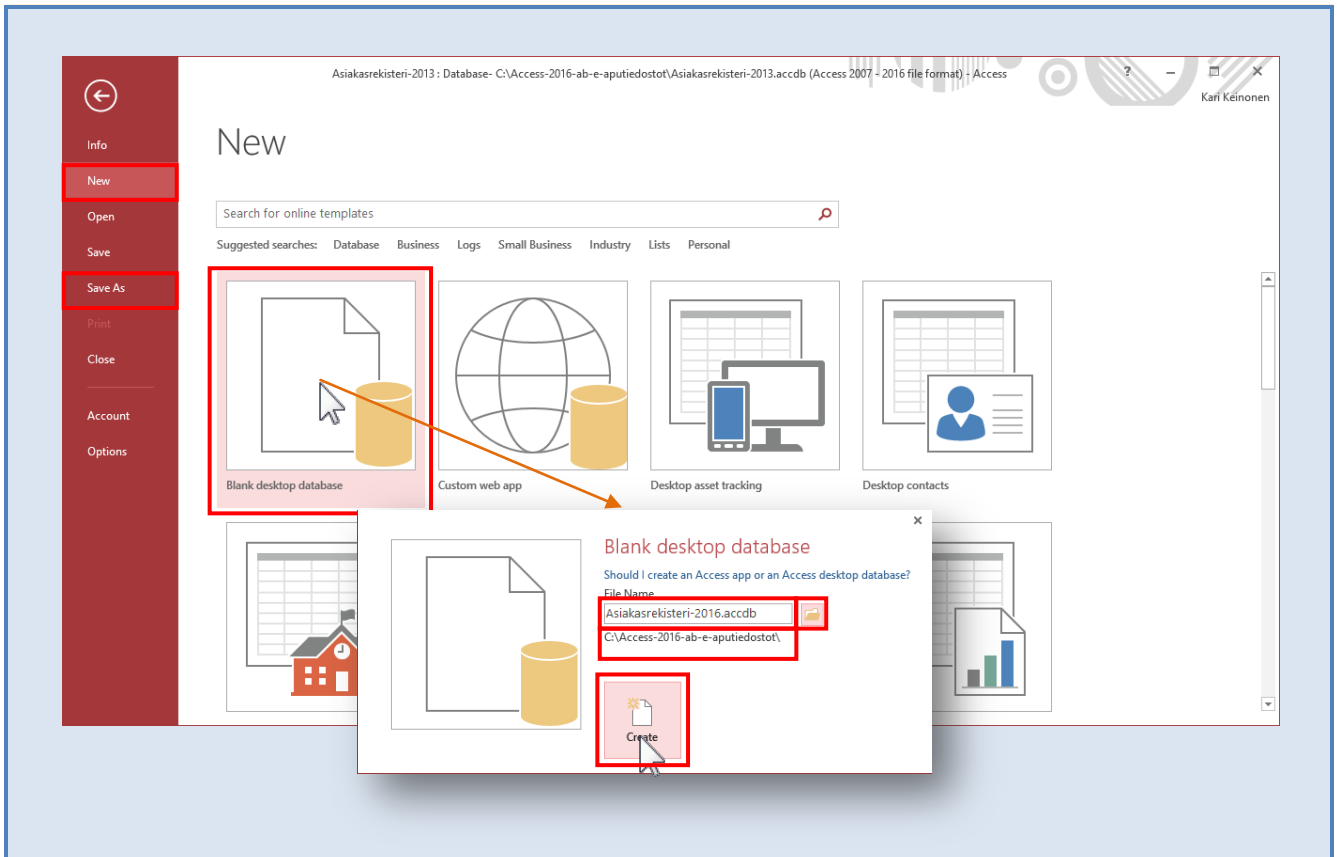 Asiakasrekisteri-2013 : Database- C:\Access-2016-ab-e-aputiedostot\Asiakasrekisteri-2013.accdb (Access 2007 - 2016 file format) - Access
?
Kari Keinonen
Info
New
Open
Save
Save As
Print
Close
Account
Options
New
Search for online templates
Suggested searches: Database Business Logs Small Business Industry Lists Personal
Blank desktop database
Custom web app
Desktop asset tracking
Desktop contacts
Blank desktop database
Should I create an Access app or an Access desktop database?
File Name
Asiakasrekisteri-2016.accdb
C:\Access-2016-ab-e-aputiedostot\
Create